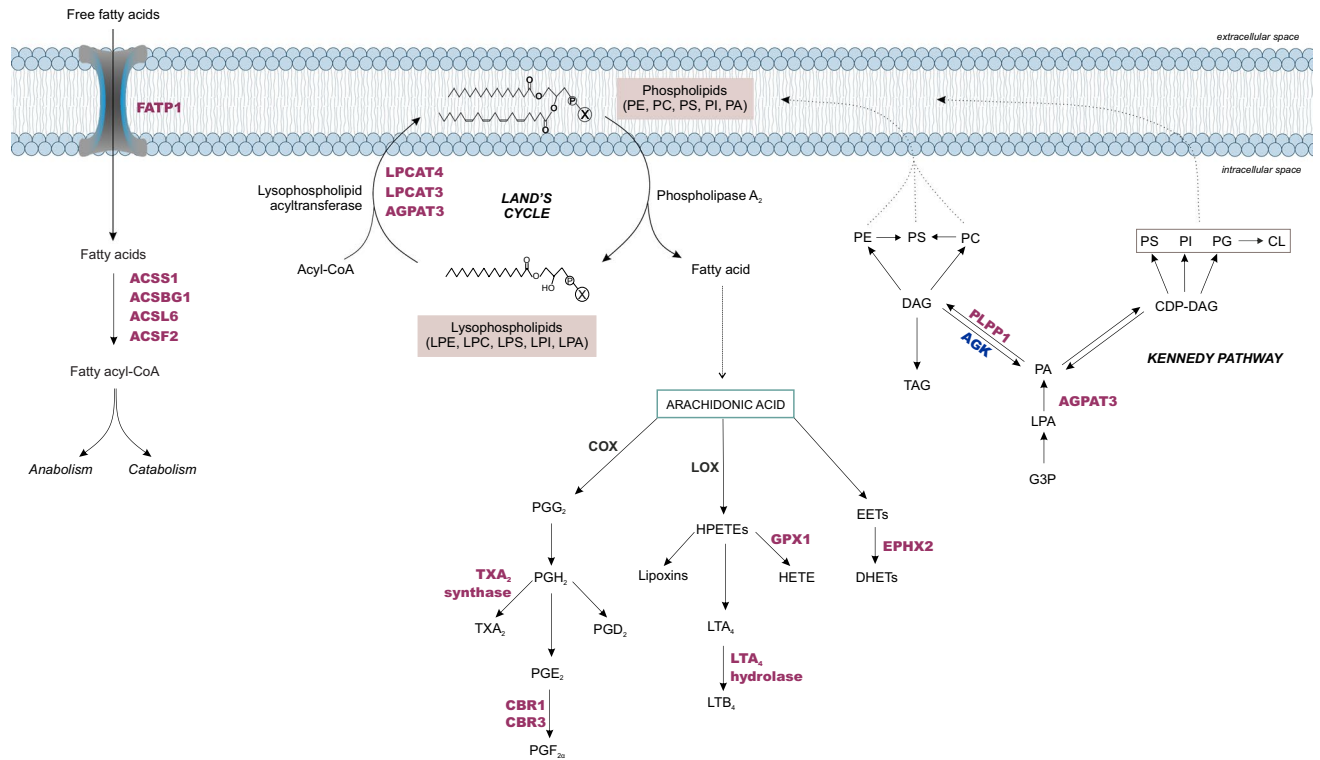 Free fatty acids
extracellular space
FATP1
Phospholipids
(PE, PC, PS, PI, PA)
O
O
O
O
P
X
intracellular space
LPCAT4
LPCAT3
AGPAT3
Lysophospholipid
acyltransferase
LAND'S
CYCLE
Phospholipase A₂
Acyl-CoA
O
O
HO
P
X
Fatty acid
Lysophospholipids
(LPE, LPC, LPS, LPI, LPA)
Fatty acids
ACSS1
ACSBG1
ACSL6
ACSF2
Fatty acyl-CoA
Anabolism
Catabolism
PE
PS
PC
DAG
TAG
PLPP1
AGK
PS
PI
PG
CL
CDP-DAG
KENNEDY PATHWAY
PA
AGPAT3
LPA
G3P
ARACHIDONIC ACID
COX
LOX
PGG₂
HPETEs
EETs
GPX1
EPHX2
TXA₂
synthase
PGH₂
Lipoxins
HETE
DHETs
TXA₂
PGD₂
LTA₄
PGE₂
LTA₄
hydrolase
CBR1
CBR3
LTB₄
PGF₂α